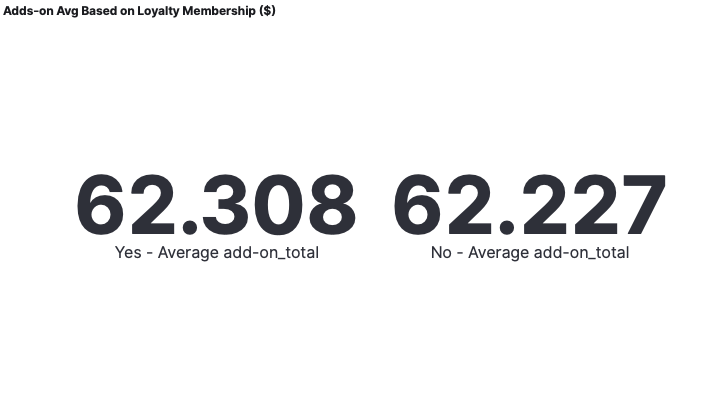 Adds-on Avg Based on Loyalty Membership ($)
62.308
Yes - Average add-on_total
62.227
No - Average add-on_total